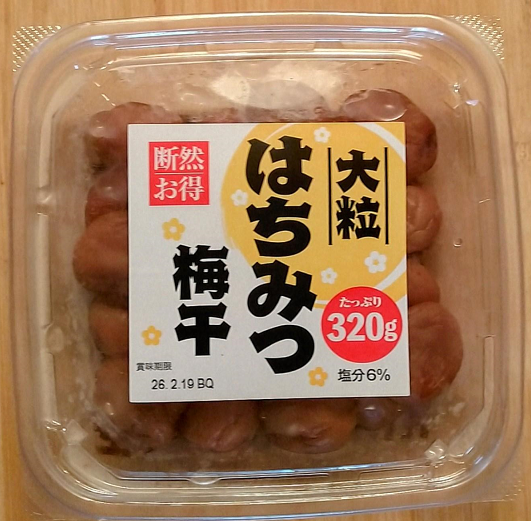 断然
お得
大粒
はちみつ
梅干
たっぷり
320g
塩分6%
賞味期限
26. 2.19 BQ